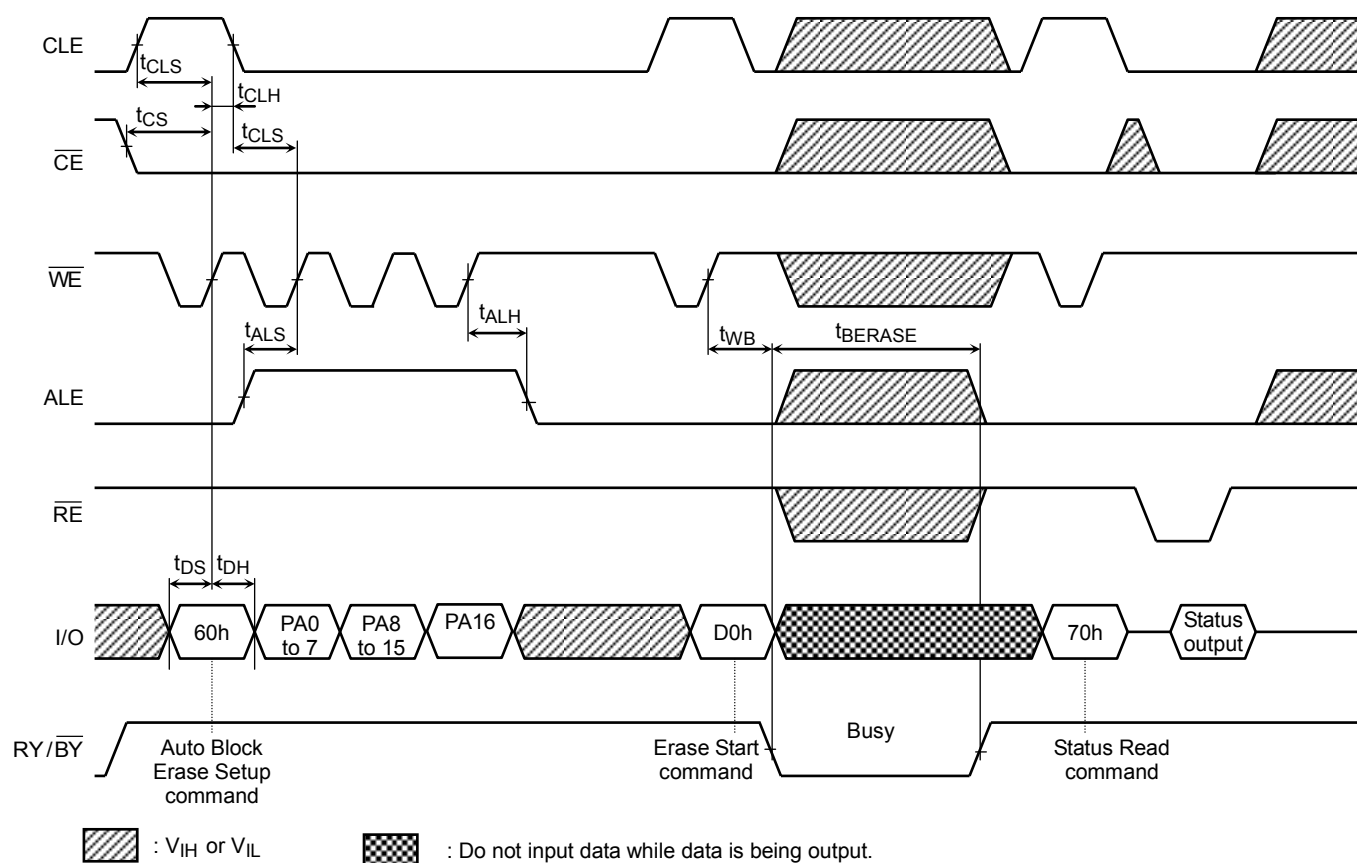 CLE
tCLS
tCLH
tCS
tCLS
CE
WE
tALS
tALH
tWB
tBERASE
ALE
RE
tDS
tDH
I/O
60h
PA0
to 7
PA8
to 15
PA16
D0h
70h
Status
output
RY/BY
Busy
Auto Block
Erase Setup
command
Erase Start
command
Status Read
command
: VIH or VIL
: Do not input data while data is being output.